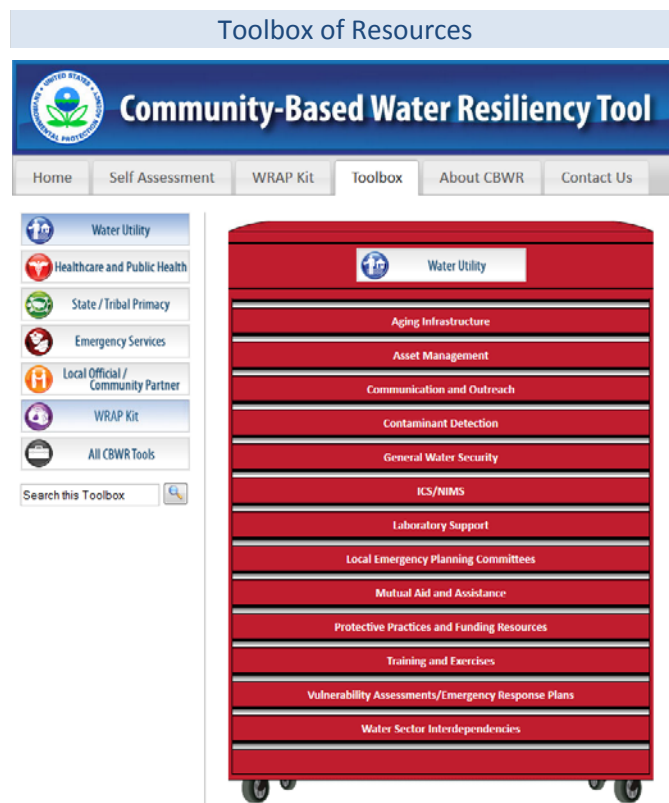 Toolbox of Resources
UNITED STATES
ENVIRONMENTAL PROTECTION
Community-Based Water Resiliency Tool
Home
Self Assessment
WRAP Kit
Toolbox
About CBWR
Contact Us
Water Utility
Healthcare and Public Health
State / Tribal Primacy
Emergency Services
Local Official /
Community Partner
WRAP Kit
All CBWR Tools
Search this Toolbox
Water Utility
Aging Infrastructure
Asset Management
Communication and Outreach
Contaminant Detection
General Water Security
ICS/NIMS
Laboratory Support
Local Emergency Planning Committees
Mutual Aid and Assistance
Protective Practices and Funding Resources
Training and Exercises
Vulnerability Assessments/Emergency Response Plans
Water Sector Interdependencies